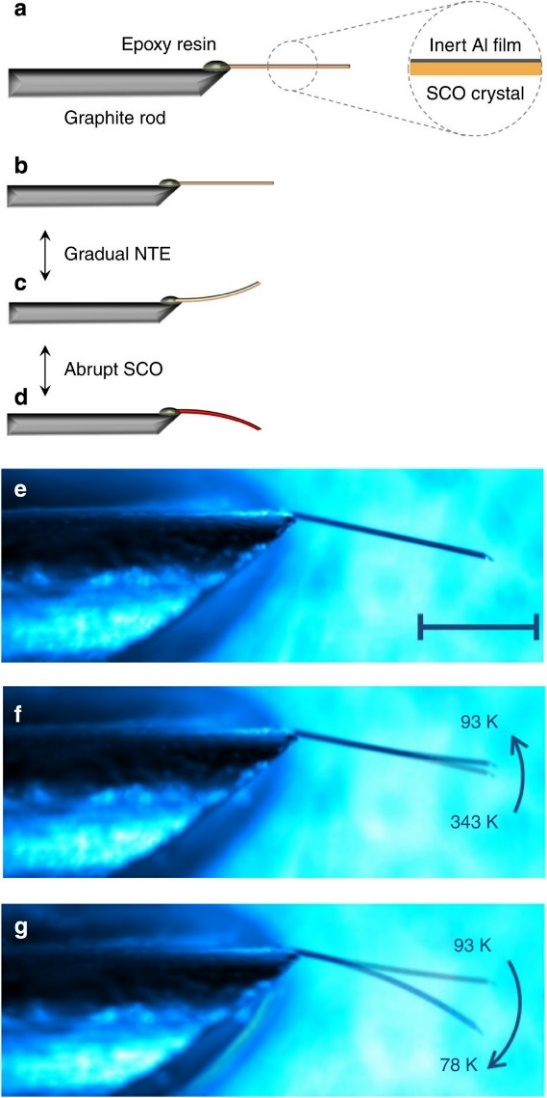 a
Epoxy resin
Graphite rod
Inert Al film
SCO crystal
b
Gradual NTE
c
Abrupt SCO
d
e
f
93 K
343 K
g
93 K
78 K